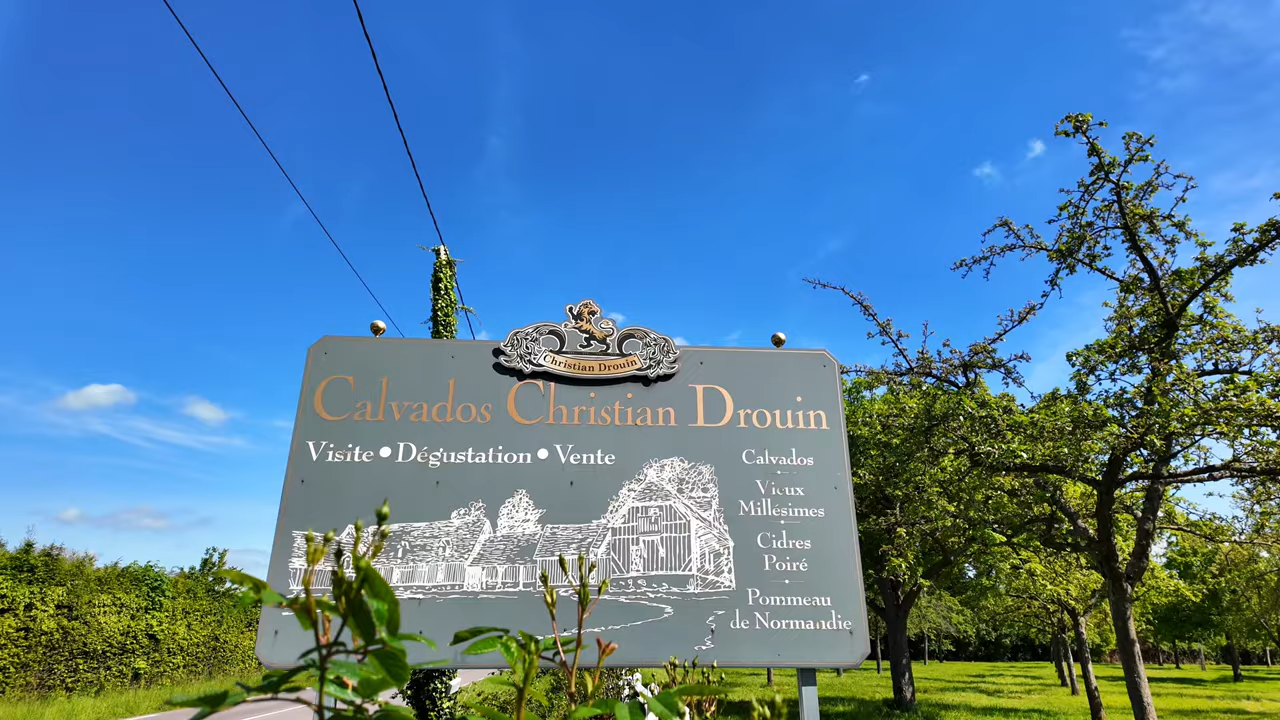 Christian Drouin
Calvados Christian Drouin
Visite • Dégustation • Vente
Calvados
Vieux
Millésimes
Cidres
Poiré
Pommeau
de Normandie